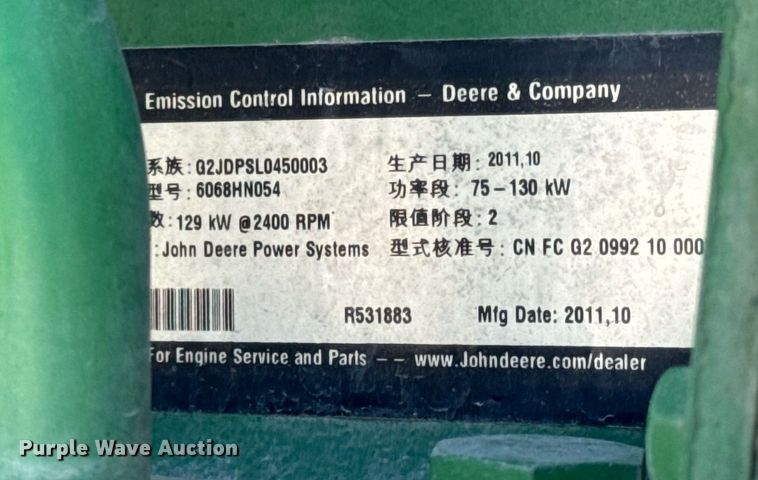 Emission Control Information – Deere & Company
系族: G2JDPSL0450003 生产日期: 2011,10
型号: 6068HN054 功率段: 75–130 kW
数: 129 kW @2400 RPM 限值阶段: 2
: John Deere Power Systems 型式核准号: CN FC G2 0992 10 000
R531883 Mfg Date: 2011,10
For Engine Service and Parts –– www.Johndeere.com/dealer
Purple Wave Auction